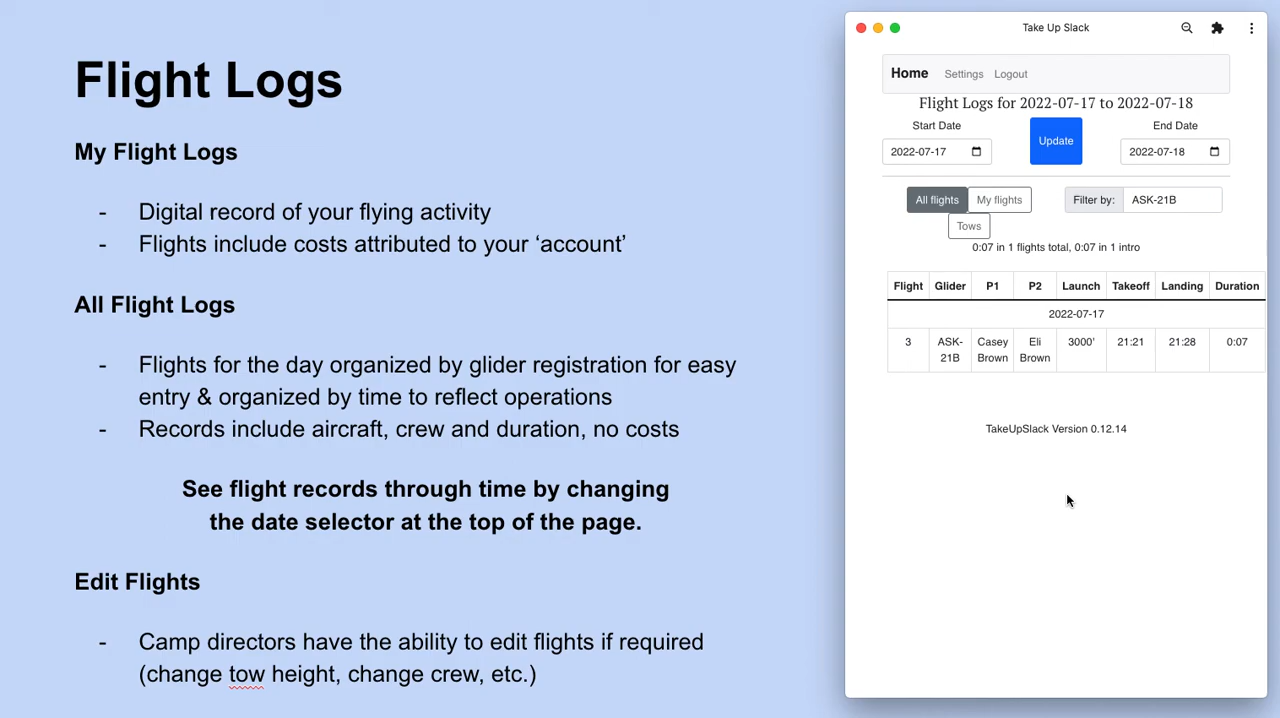 Flight Logs
My Flight Logs
- Digital record of your flying activity
- Flights include costs attributed to your ‘account’
All Flight Logs
- Flights for the day organized by glider registration for easy
entry & organized by time to reflect operations
- Records include aircraft, crew and duration, no costs
See flight records through time by changing
the date selector at the top of the page.
Edit Flights
- Camp directors have the ability to edit flights if required
(change tow height, change crew, etc.)
Take Up Slack
Home Settings Logout
Flight Logs for 2022-07-17 to 2022-07-18
Start Date End Date
2022-07-17 Update 2022-07-18
All flights My flights Filter by: ASK-21B
Tows
0:07 in 1 flights total, 0:07 in 1 intro
Flight Glider P1 P2 Launch Takeoff Landing Duration
2022-07-17
3 ASK- Casey Eli 3000' 21:21 21:28 0:07
21B Brown Brown
TakeUpSlack Version 0.12.14